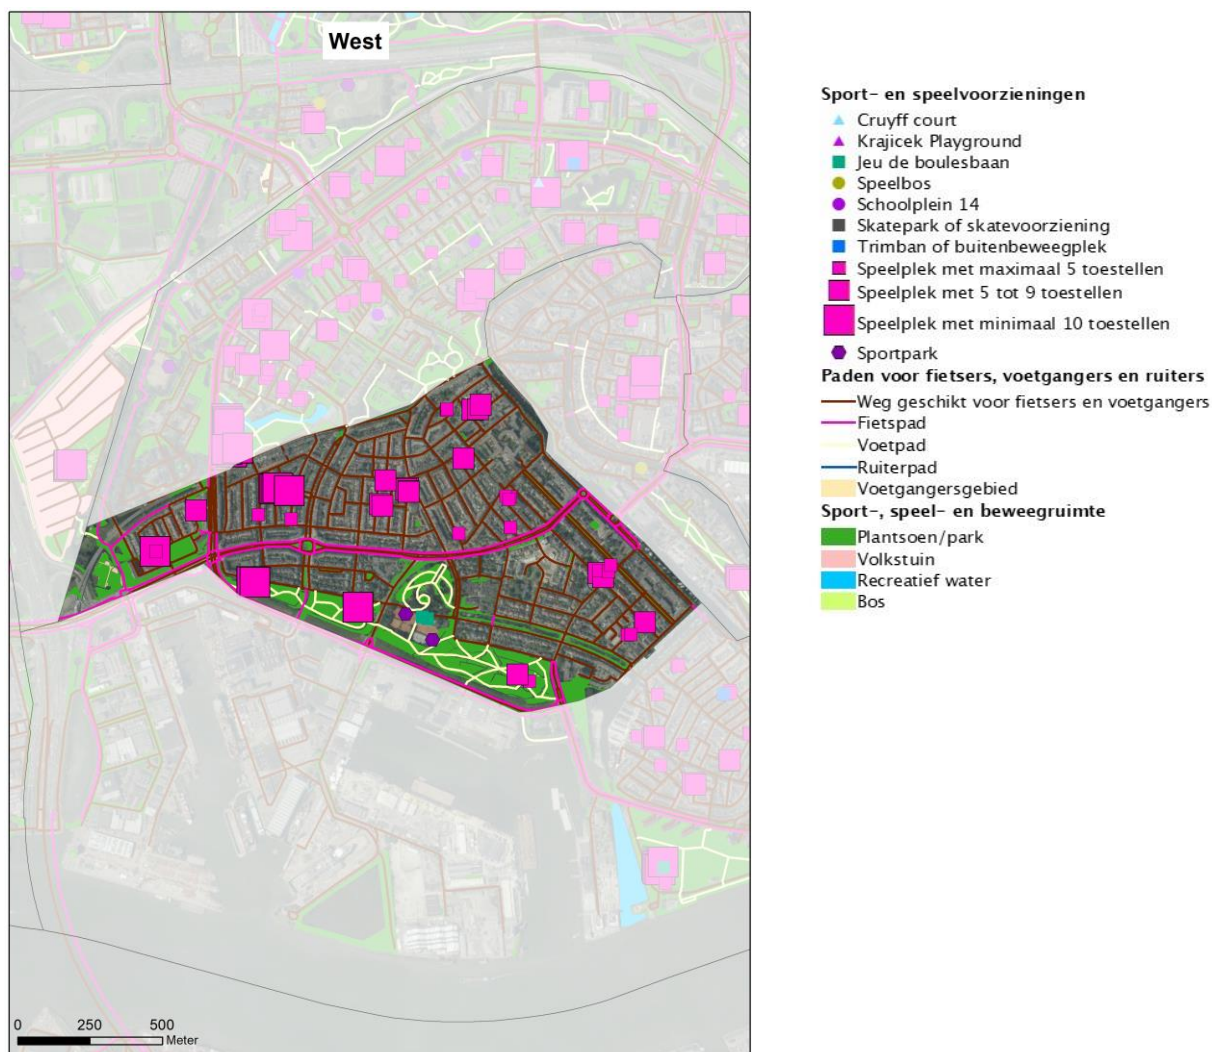 West
Sport- en speelvoorzieningen
Cruyff court
Krajicek Playground
Jeu de boulesbaan
Speelbos
Schoolplein 14
Skatepark of skatevoorziening
Trimban of buitenbeweegplek
Speelplek met maximaal 5 toestellen
Speelplek met 5 tot 9 toestellen
Speelplek met minimaal 10 toestellen
Sportpark
Paden voor fietsers, voetgangers en ruiters
Weg geschikt voor fietsers en voetgangers
Fietspad
Voetpad
Ruiterpad
Voetgangersgebied
Sport-, speel- en beweegruimte
Plantsoen/park
Volkstuin
Recreatief water
Bos
0 250 500
Meter